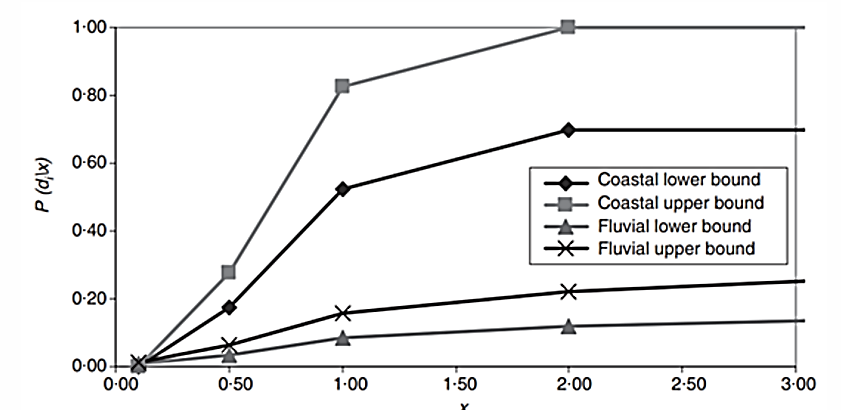 1·00
0·80
0·60
0·40
0·20
0·00
P (dᵢ|x)
Coastal lower bound
Coastal upper bound
Fluvial lower bound
Fluvial upper bound
0·00 0·50 1·00 1·50 2·00 2·50 3·00
x